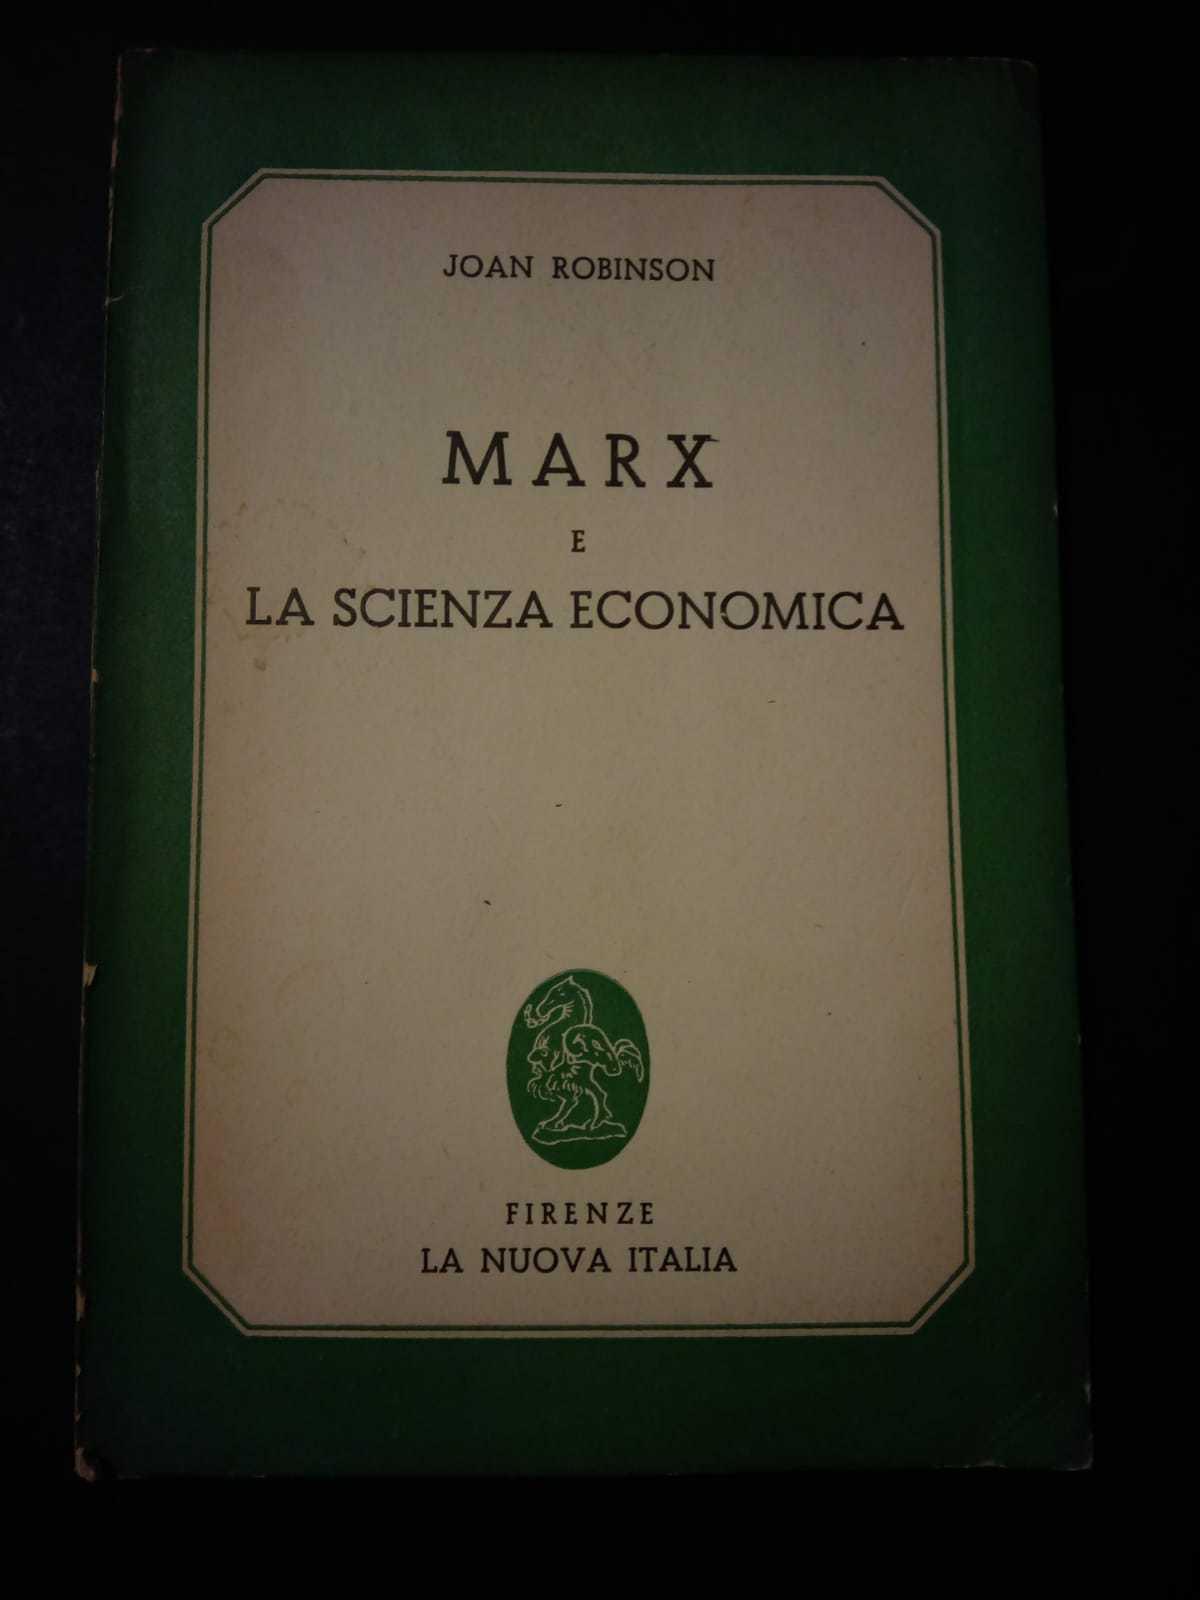 JOAN ROBINSON
MARX
E
LA SCIENZA ECONOMICA
FIRENZE
LA NUOVA ITALIA